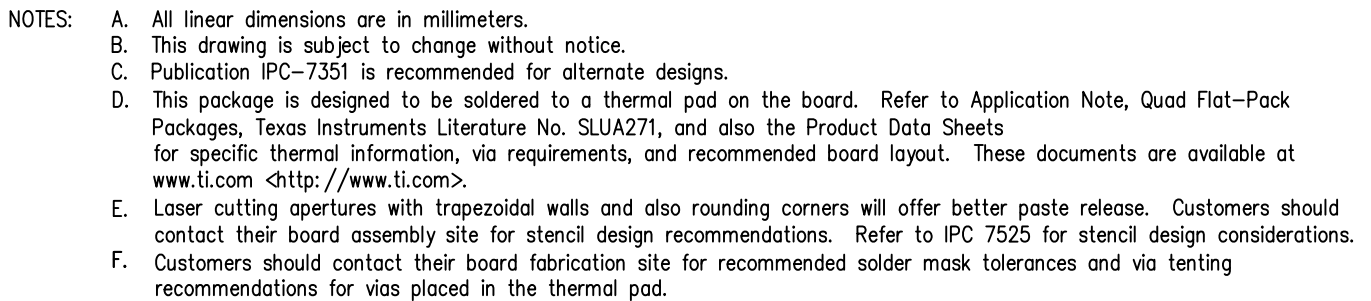 NOTES: A. All linear dimensions are in millimeters.
B. This drawing is subject to change without notice.
C. Publication IPC-7351 is recommended for alternate designs.
D. This package is designed to be soldered to a thermal pad on the board. Refer to Application Note, Quad Flat-Pack
Packages, Texas Instruments Literature No. SLUA271, and also the Product Data Sheets
for specific thermal information, via requirements, and recommended board layout. These documents are available at
www.ti.com <http: //www.ti.com>.
E. Laser cutting apertures with trapezoidal walls and also rounding corners will offer better paste release. Customers should
contact their board assembly site for stencil design recommendations. Refer to IPC 7525 for stencil design considerations.
F. Customers should contact their board fabrication site for recommended solder mask tolerances and via tenting
recommendations for vias placed in the thermal pad.